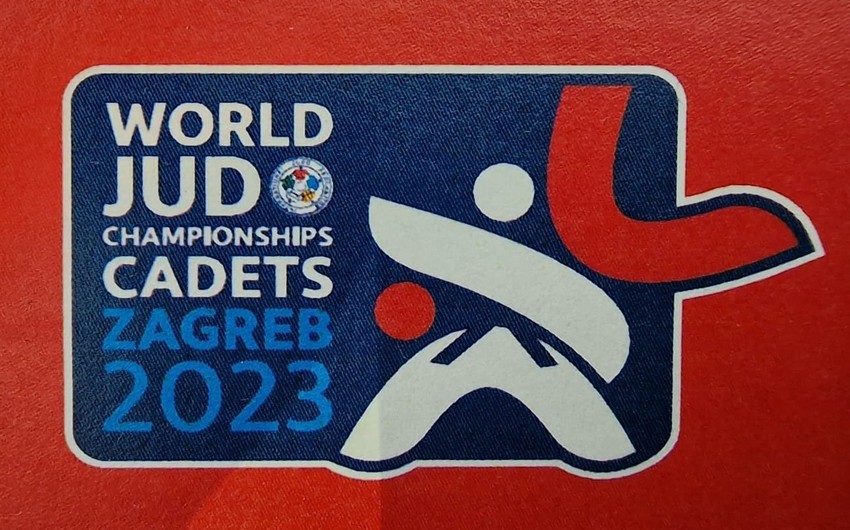 WORLD
JUDO
CHAMPIONSHIPS
CADETS
ZAGREB
2023